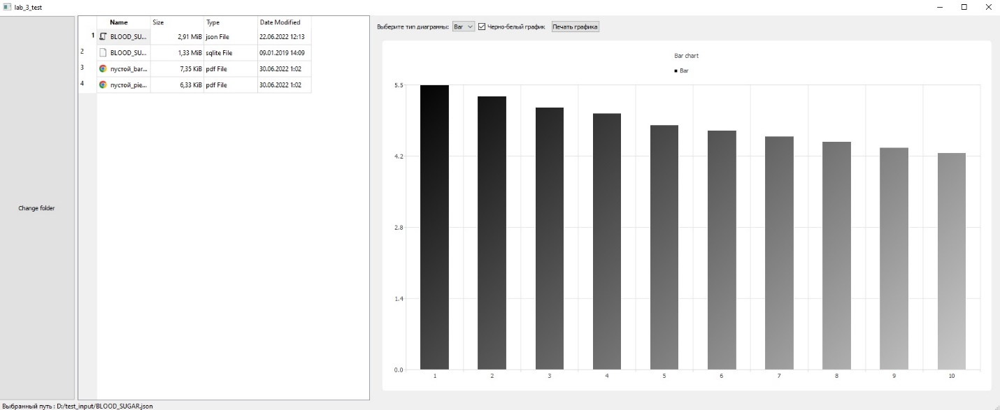 lab_3_test
Change folder
Name Size Type Date Modified
1 BLOOD_SU... 2,91 MiB json File 22.06.2022 12:13
2 BLOOD_SU... 1,33 MiB sqlite File 09.01.2019 14:09
3 пустой_bar... 7,35 KiB pdf File 30.06.2022 1:02
4 пустой_pie... 6,33 KiB pdf File 30.06.2022 1:02
Выберите тип диаграммы: Bar Черно-белый график Печать графика
Bar chart
Bar
5.5
4.2
2.8
1.4
0.0
1 2 3 4 5 6 7 8 9 10
Выбранный путь : D:/test_input/BLOOD_SUGAR.json